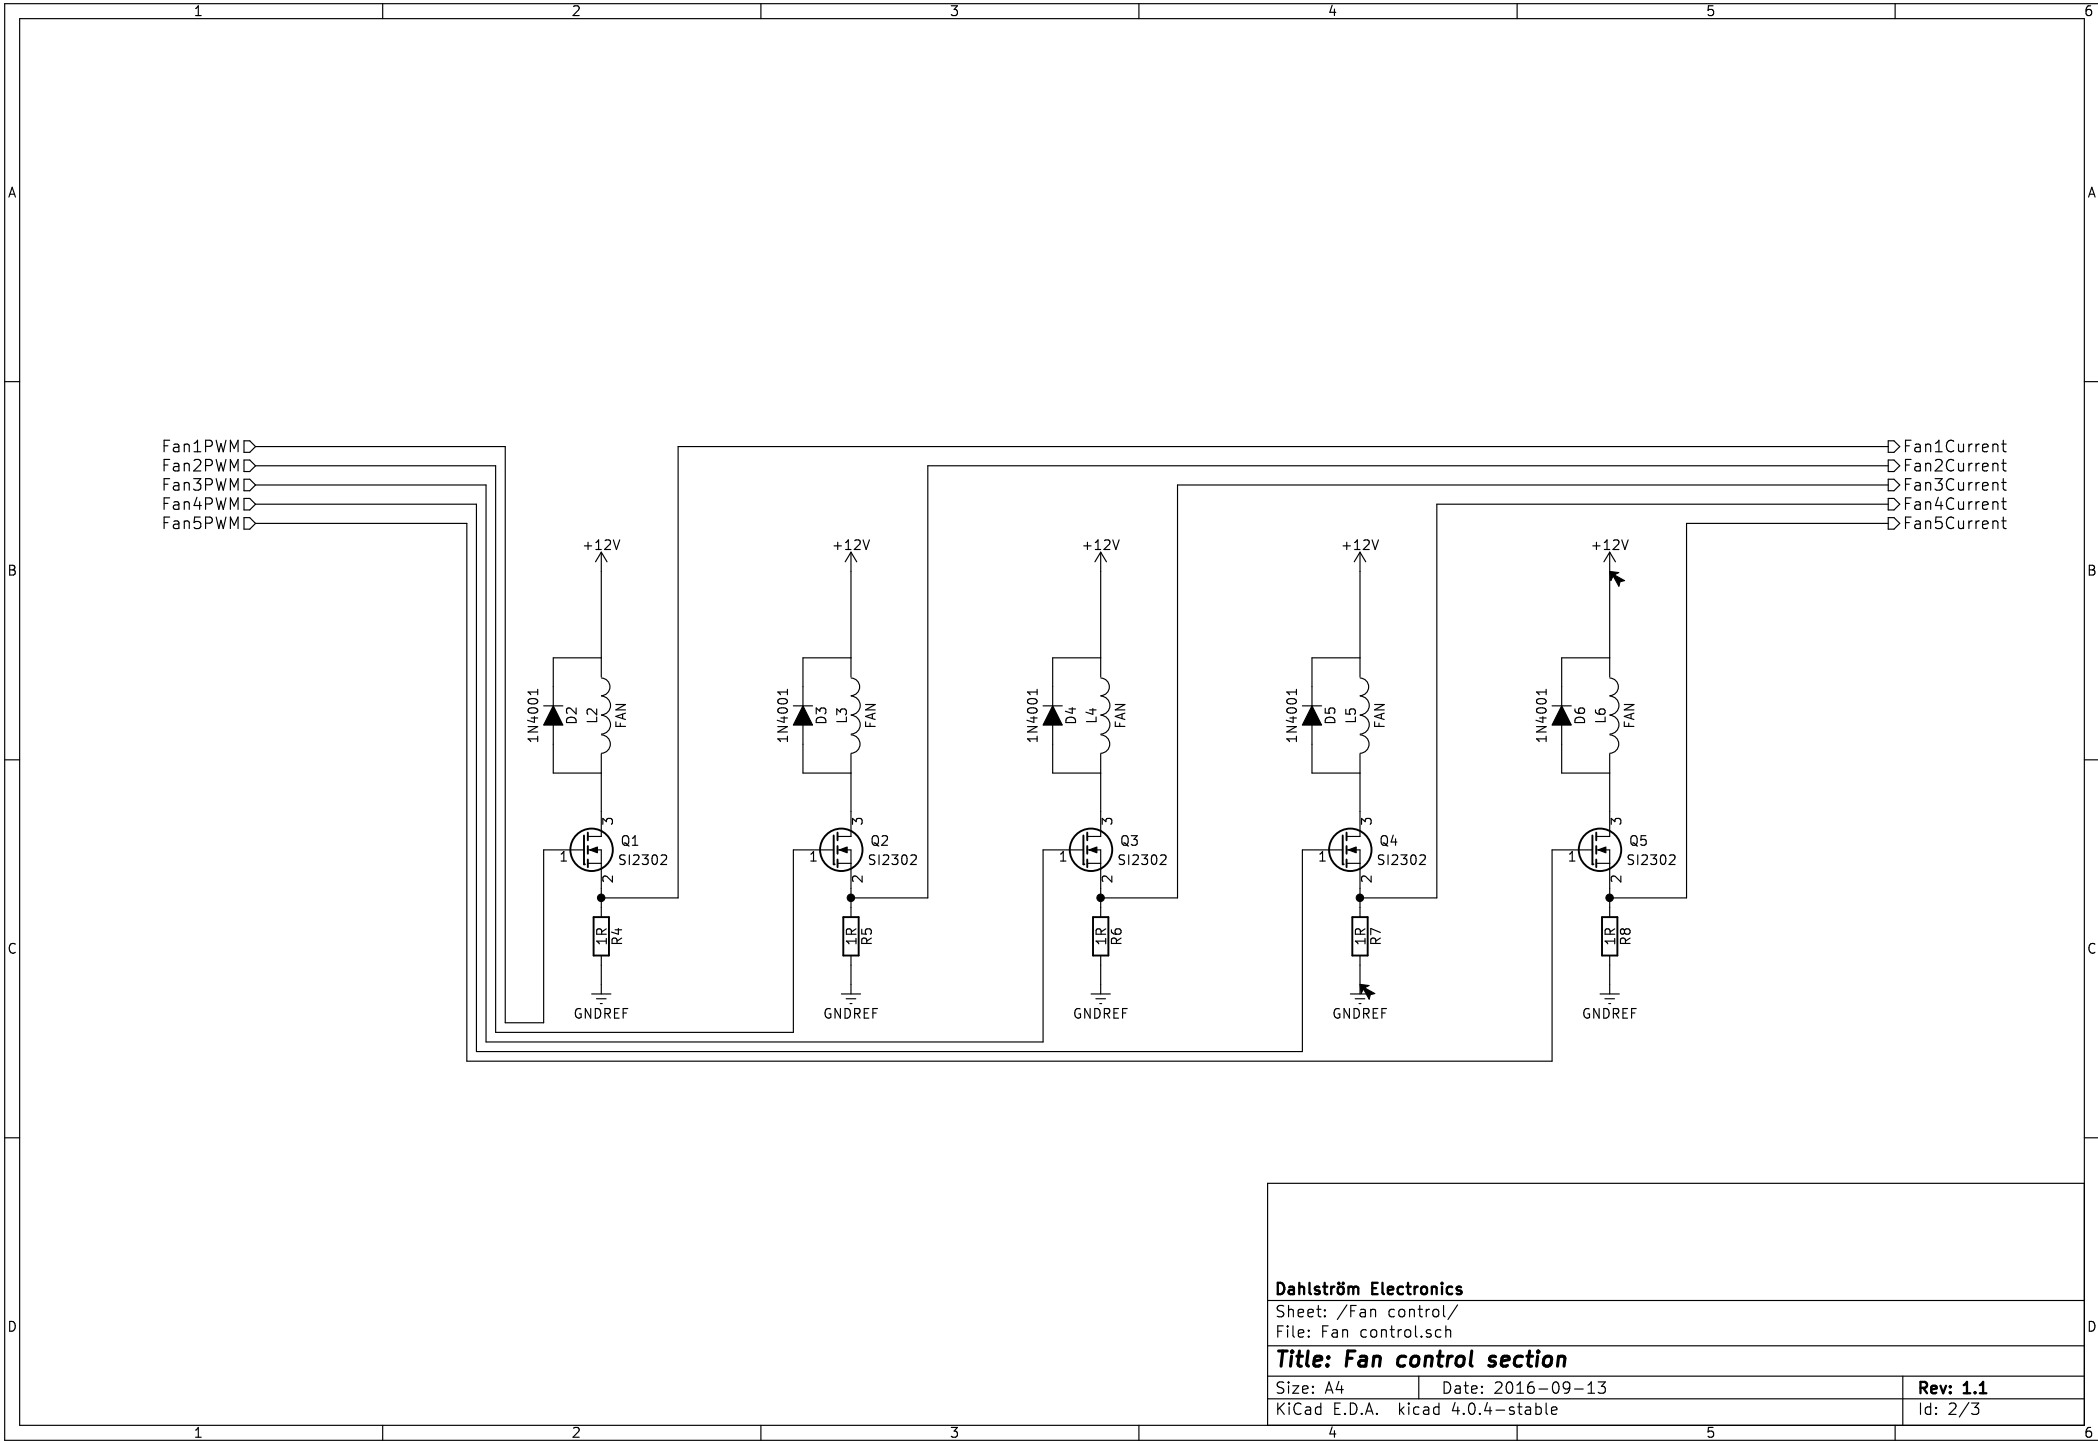 1 2 3 4 5 6
A A
Fan1PWM Fan1Current
Fan2PWM Fan2Current
Fan3PWM Fan3Current
Fan4PWM Fan4Current
Fan5PWM Fan5Current
+12V +12V +12V +12V +12V
B B
1N4001 D2 L2 FAN 1N4001 D3 L3 FAN 1N4001 D4 L4 FAN 1N4001 D5 L5 FAN 1N4001 D6 L6 FAN
3 3 3 3 3
Q1 Q2 Q3 Q4 Q5
1 SI2302 1 SI2302 1 SI2302 1 SI2302 1 SI2302
2 2 2 2 2
1R R4 1R R5 1R R6 1R R7 1R R8
C C
GNDREF GNDREF GNDREF GNDREF GNDREF
Dahlström Electronics
Sheet: /Fan control/
D D
File: Fan control.sch
Title: Fan control section
Size: A4 Date: 2016-09-13 Rev: 1.1
KiCad E.D.A. kicad 4.0.4-stable Id: 2/3
1 2 3 4 5 6